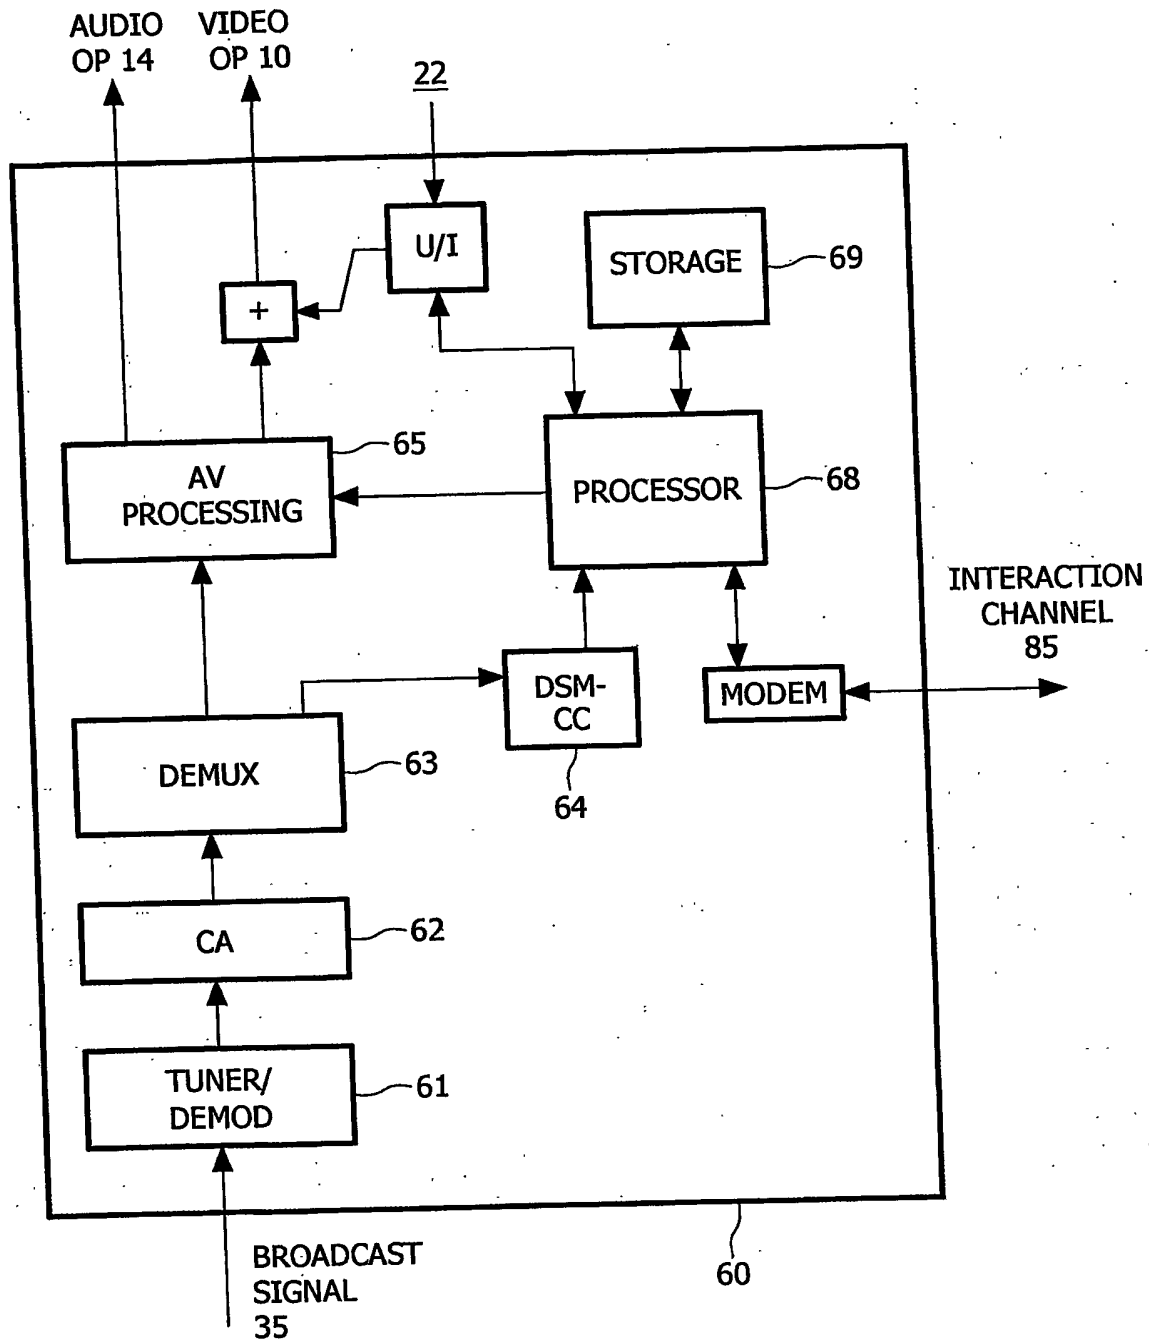 AUDIO
OP 14
VIDEO
OP 10
22
U/I
STORAGE
69
+
65
AV
PROCESSING
PROCESSOR
68
INTERACTION
CHANNEL
85
DSM-
CC
MODEM
64
DEMUX
63
CA
62
TUNER/
DEMOD
61
BROADCAST
SIGNAL
35
60